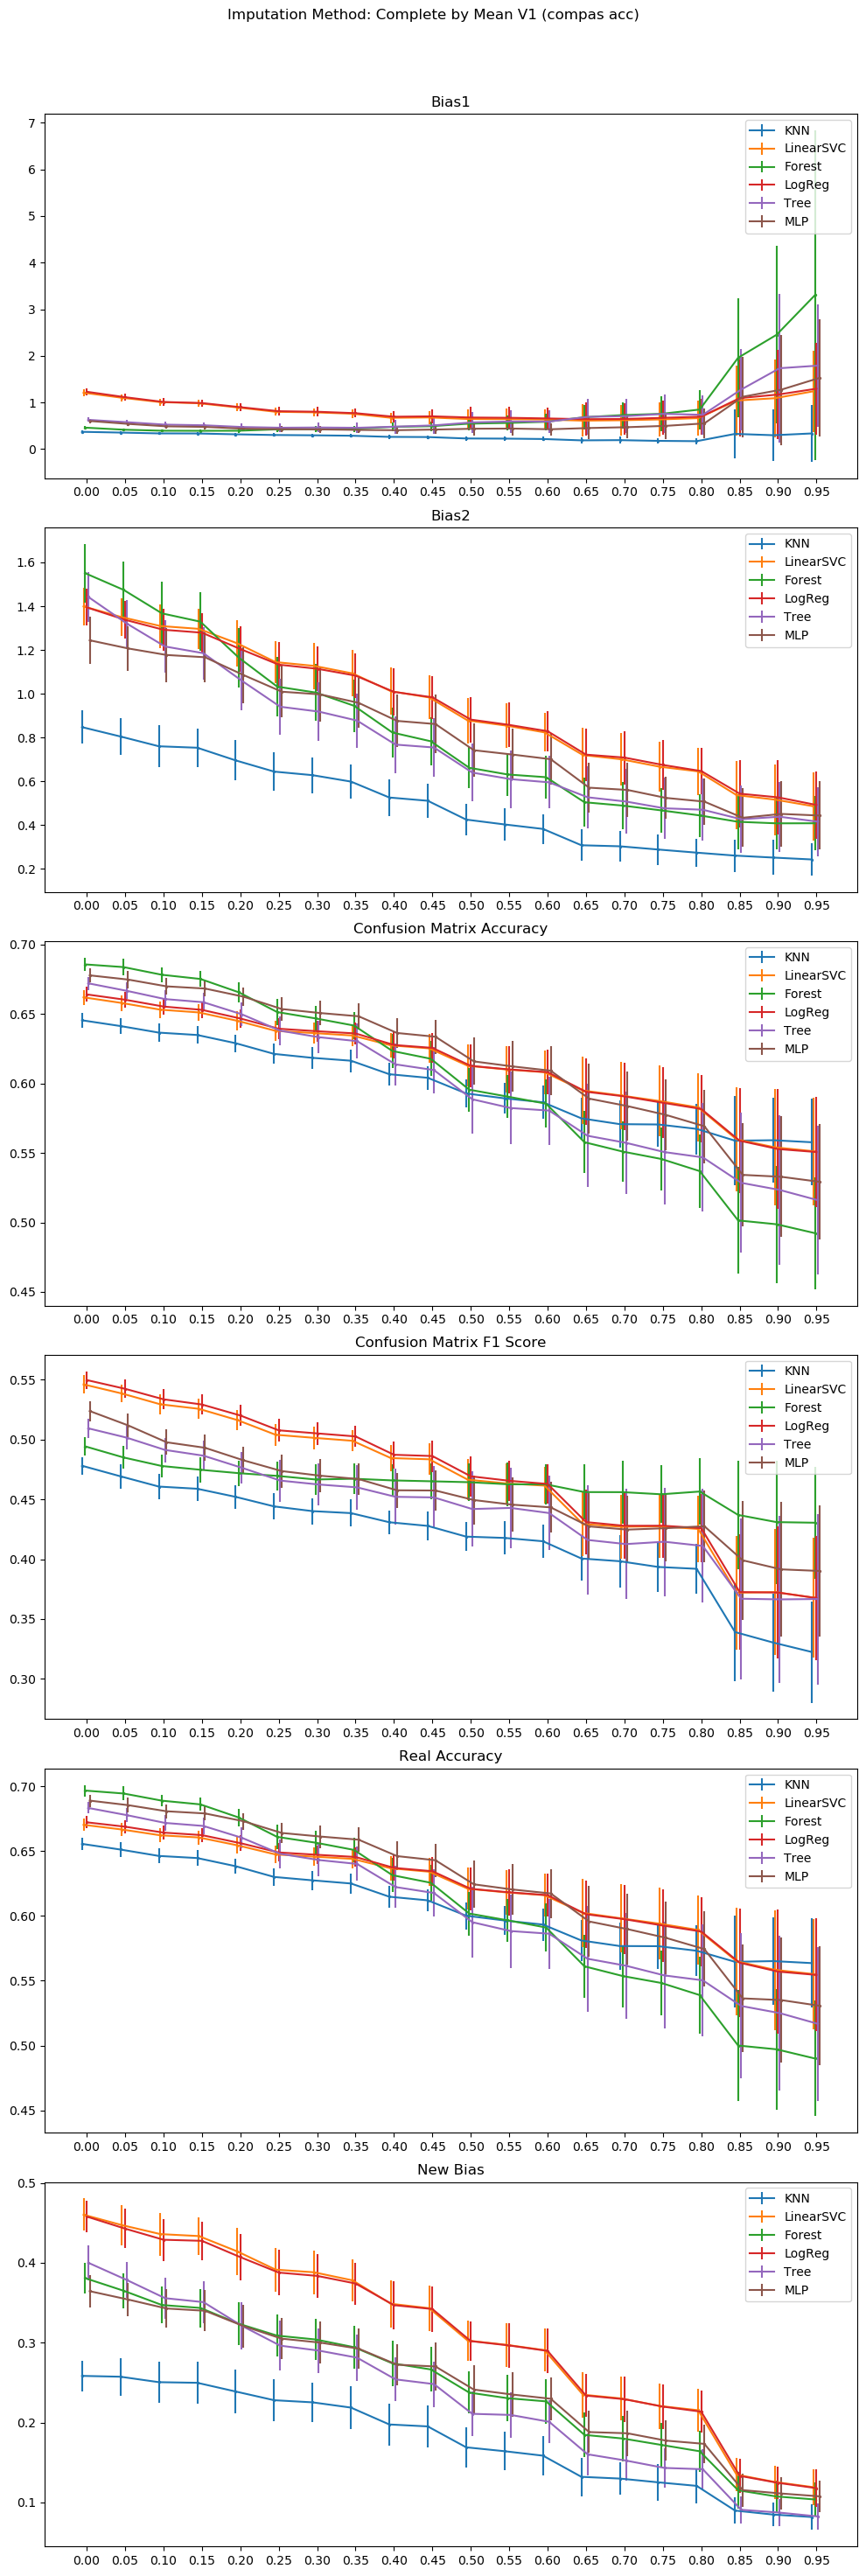 Imputation Method: Complete by Mean V1 (compas acc)
Bias1
7
6
5
4
3
2
1
0
KNN
LinearSVC
Forest
LogReg
Tree
MLP
0.00 0.05 0.10 0.15 0.20 0.25 0.30 0.35 0.40 0.45 0.50 0.55 0.60 0.65 0.70 0.75 0.80 0.85 0.90 0.95
Bias2
1.6
1.4
1.2
1.0
0.8
0.6
0.4
0.2
KNN
LinearSVC
Forest
LogReg
Tree
MLP
0.00 0.05 0.10 0.15 0.20 0.25 0.30 0.35 0.40 0.45 0.50 0.55 0.60 0.65 0.70 0.75 0.80 0.85 0.90 0.95
Confusion Matrix Accuracy
0.70
0.65
0.60
0.55
0.50
0.45
KNN
LinearSVC
Forest
LogReg
Tree
MLP
0.00 0.05 0.10 0.15 0.20 0.25 0.30 0.35 0.40 0.45 0.50 0.55 0.60 0.65 0.70 0.75 0.80 0.85 0.90 0.95
Confusion Matrix F1 Score
0.55
0.50
0.45
0.40
0.35
0.30
KNN
LinearSVC
Forest
LogReg
Tree
MLP
0.00 0.05 0.10 0.15 0.20 0.25 0.30 0.35 0.40 0.45 0.50 0.55 0.60 0.65 0.70 0.75 0.80 0.85 0.90 0.95
Real Accuracy
0.70
0.65
0.60
0.55
0.50
0.45
KNN
LinearSVC
Forest
LogReg
Tree
MLP
0.00 0.05 0.10 0.15 0.20 0.25 0.30 0.35 0.40 0.45 0.50 0.55 0.60 0.65 0.70 0.75 0.80 0.85 0.90 0.95
New Bias
0.5
0.4
0.3
0.2
0.1
KNN
LinearSVC
Forest
LogReg
Tree
MLP
0.00 0.05 0.10 0.15 0.20 0.25 0.30 0.35 0.40 0.45 0.50 0.55 0.60 0.65 0.70 0.75 0.80 0.85 0.90 0.95